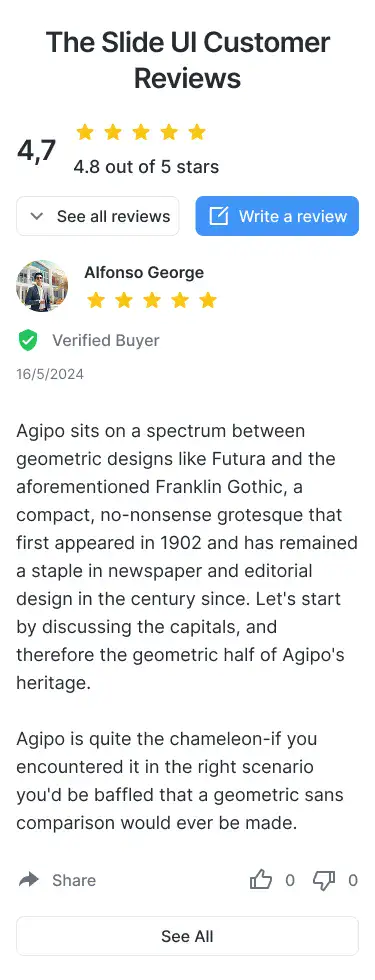 The Slide UI Customer
Reviews
4,7
4.8 out of 5 stars
See all reviews
Write a review
Alfonso George
Verified Buyer
16/5/2024
Agipo sits on a spectrum between
geometric designs like Futura and the
aforementioned Franklin Gothic, a
compact, no-nonsense grotesque that
first appeared in 1902 and has remained
a staple in newspaper and editorial
design in the century since. Let's start
by discussing the capitals, and
therefore the geometric half of Agipo's
heritage.
Agipo is quite the chameleon-if you
encountered it in the right scenario
you'd be baffled that a geometric sans
comparison would ever be made.
Share 0 0
See All